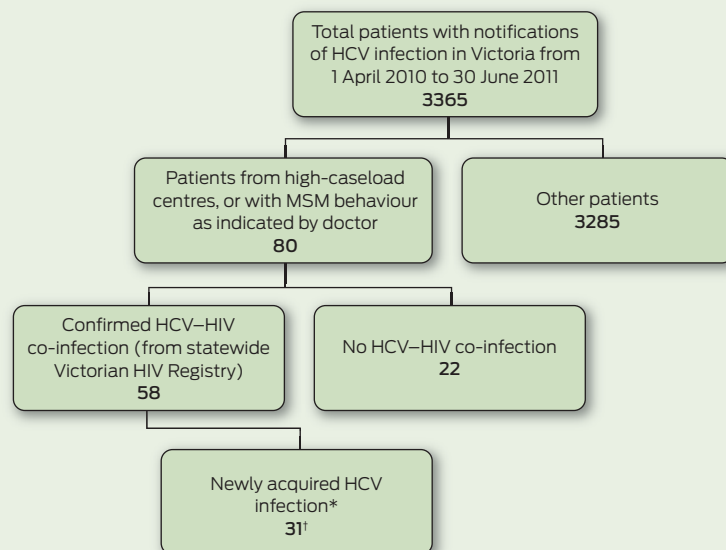 Total patients with notifications
of HCV infection in Victoria from
1 April 2010 to 30 June 2011
3365
Patients from high-caseload
centres, or with MSM behaviour
as indicated by doctor
80
Other patients
3285
Confirmed HCV–HIV
co-infection (from statewide
Victorian HIV Registry)
58
No HCV–HIV co-infection
22
Newly acquired HCV
infection*
31†